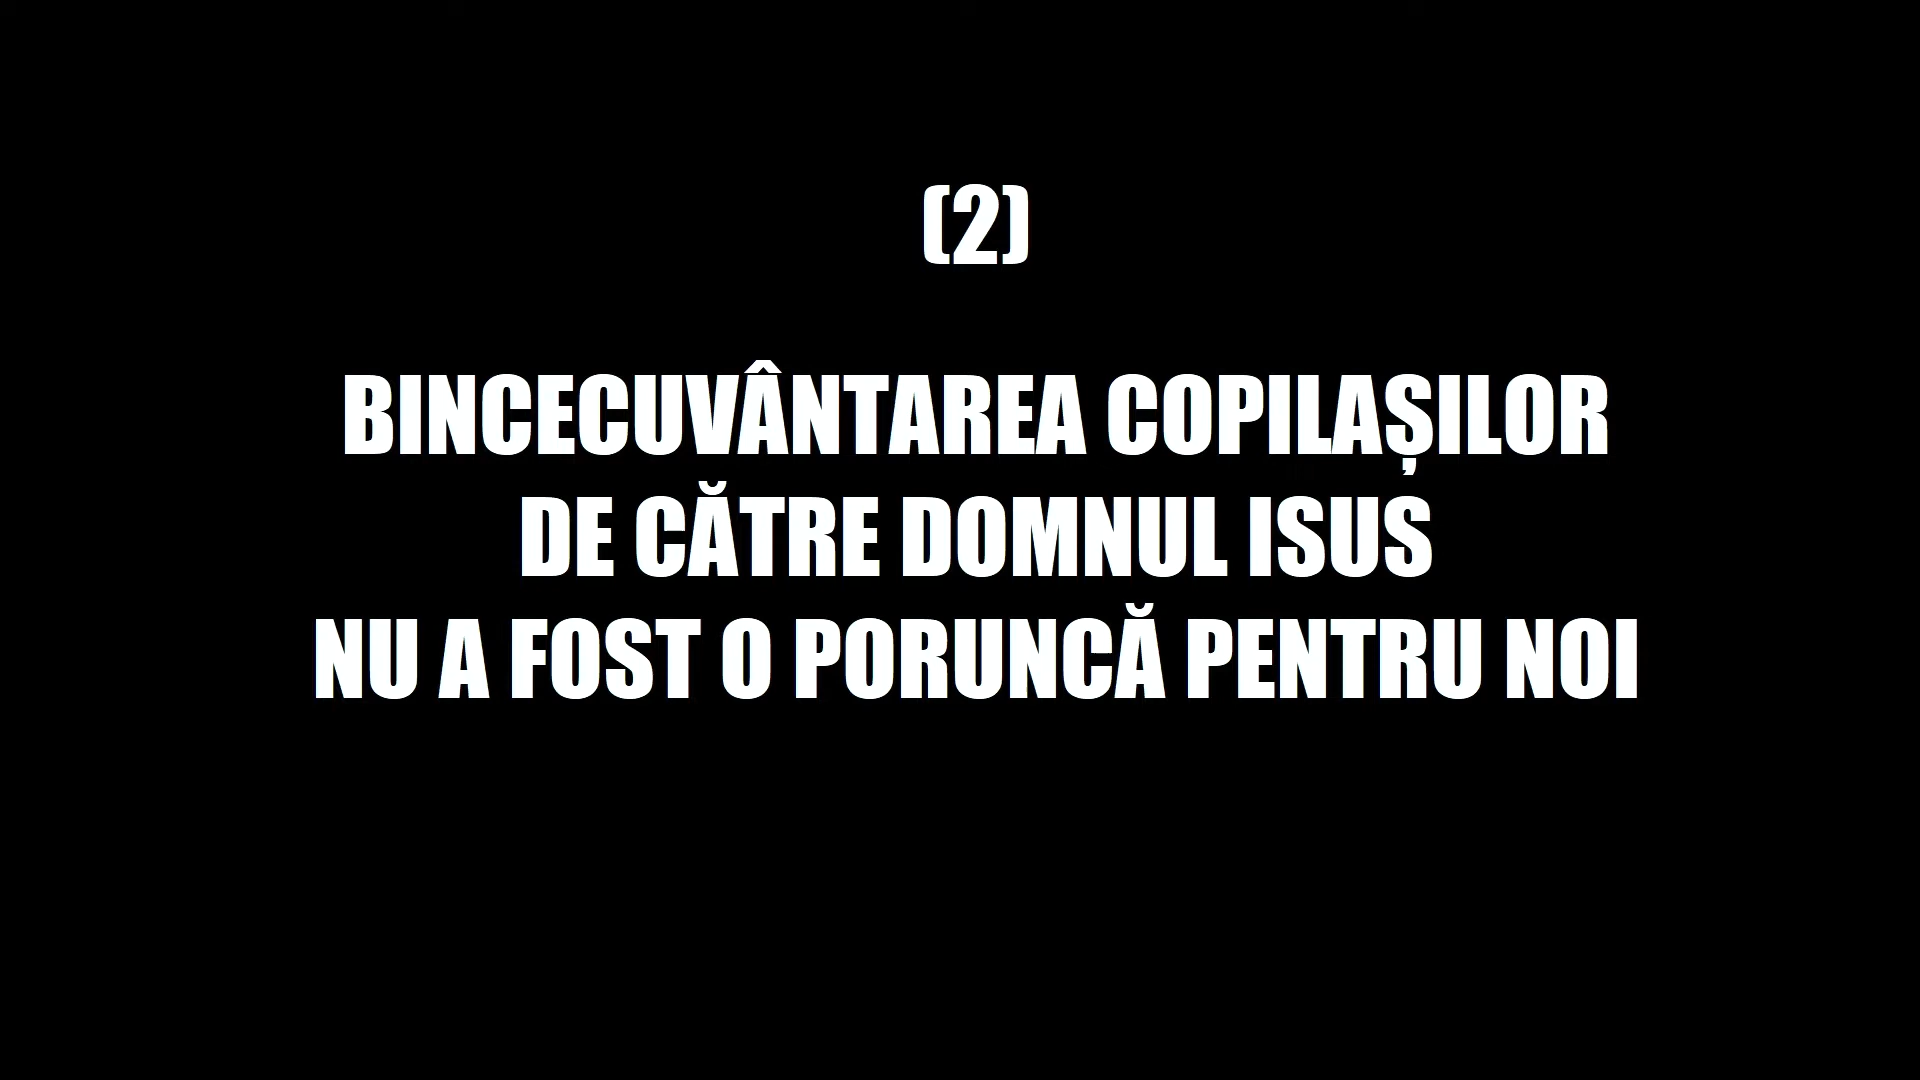 (2)
BINCECUVÂNTAREA COPILAȘILOR
DE CĂTRE DOMNUL ISUS
NU A FOST O PORUNCĂ PENTRU NOI